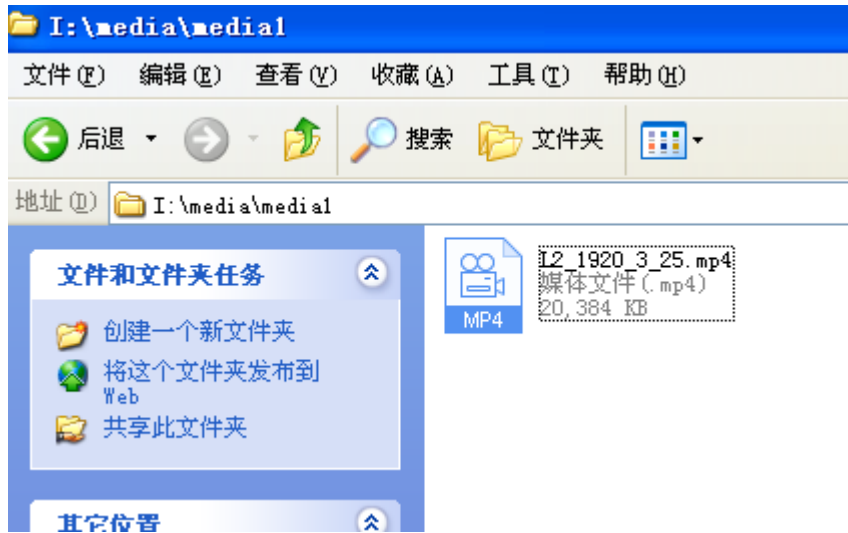 I:\media\media1
文件(F) 编辑(E) 查看(V) 收藏(A) 工具(T) 帮助(H)
后退 搜索 文件夹
地址(D) I:\media\media1
文件和文件夹任务
创建一个新文件夹
将这个文件夹发布到
Web
共享此文件夹
其它位置
L2_1920_3_25.mp4
媒体文件(.mp4)
20,384 KB
MP4